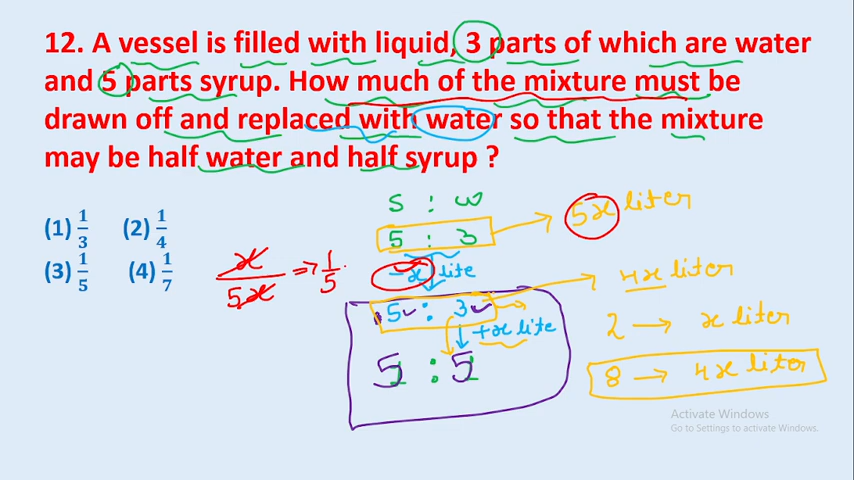 12. A vessel is filled with liquid, 3 parts of which are water
and 5 parts syrup. How much of the mixture must be
drawn off and replaced with water so that the mixture
may be half water and half syrup ?
(1) 1/3 (2) 1/4
(3) 1/5 (4) 1/7
x/5x => 1/5
S : W
5 : 3
5x liter
-x lite
4x liter
5 : 3
+x lite
2 → x liter
5 : 5
8 → 4x liter
Activate Windows
Go to Settings to activate Windows.